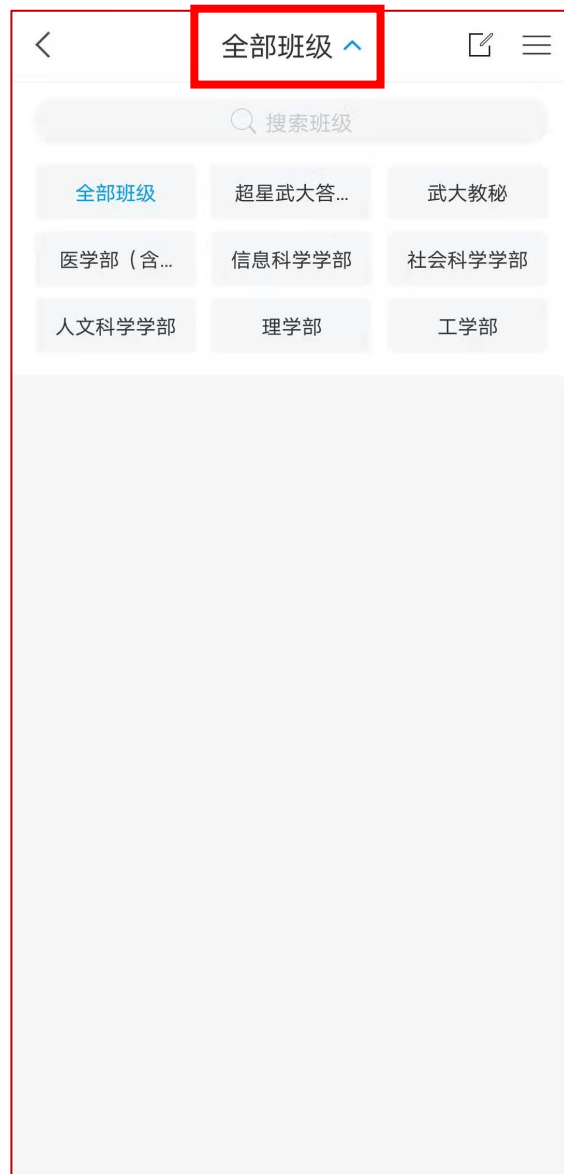 全部班级
搜索班级
全部班级 超星武大答... 武大教秘
医学部（含... 信息科学学部 社会科学学部
人文科学学部 理学部 工学部